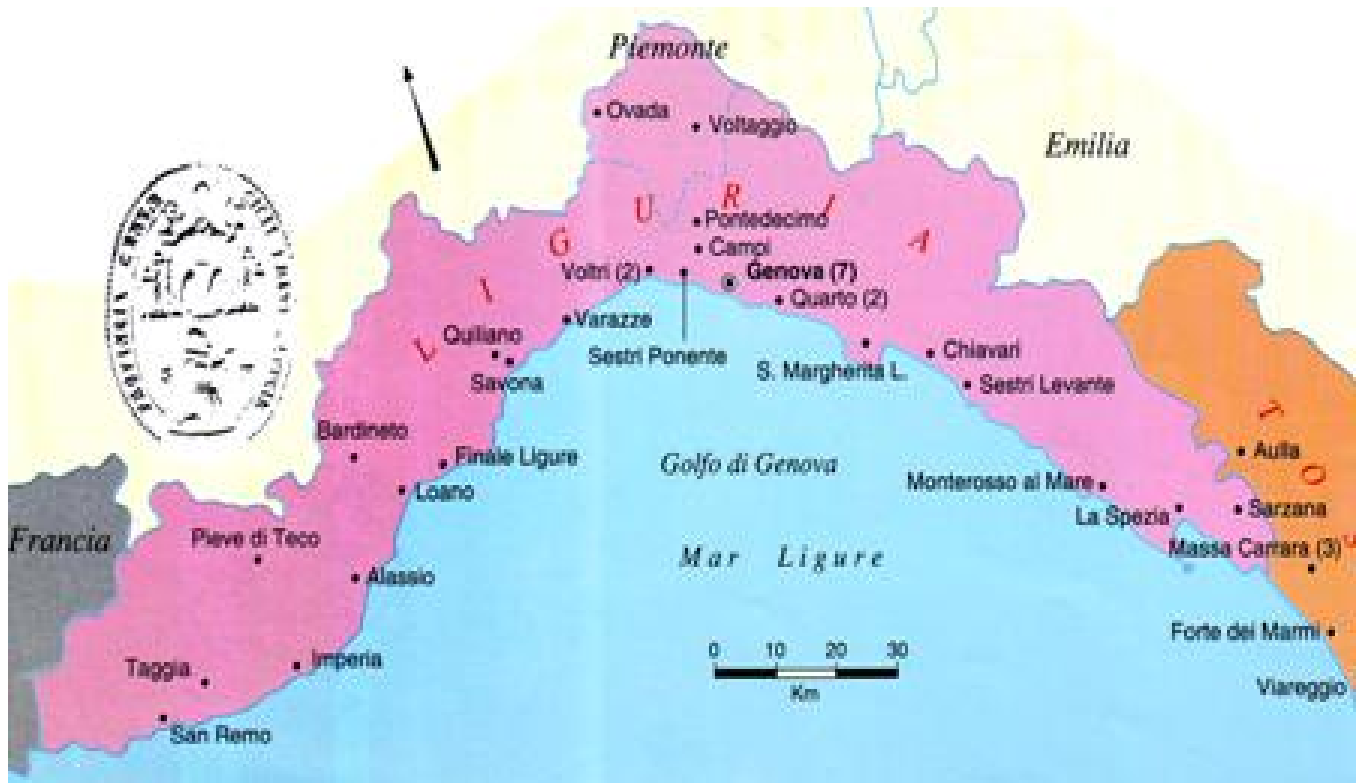 Piemonte
Ovada
Voltaggio
Emilia
LIGURIA
Pontedecimo
Campi
Voltri (2)
Genova (7)
Quarto (2)
Varazze
Quiliano
Sestri Ponente
Savona
S. Margherita L.
Chiavari
Sestri Levante
Bardineto
Finale Ligure
Golfo di Genova
Aulla
T O
Loano
Monterosso al Mare
La Spezia
Sarzana
Francia
Pieve di Teco
Mar Ligure
Massa Carrara (3)
Alassio
Forte dei Marmi
Taggia
Imperia
0 10 20 30
Km
Viareggio
San Remo